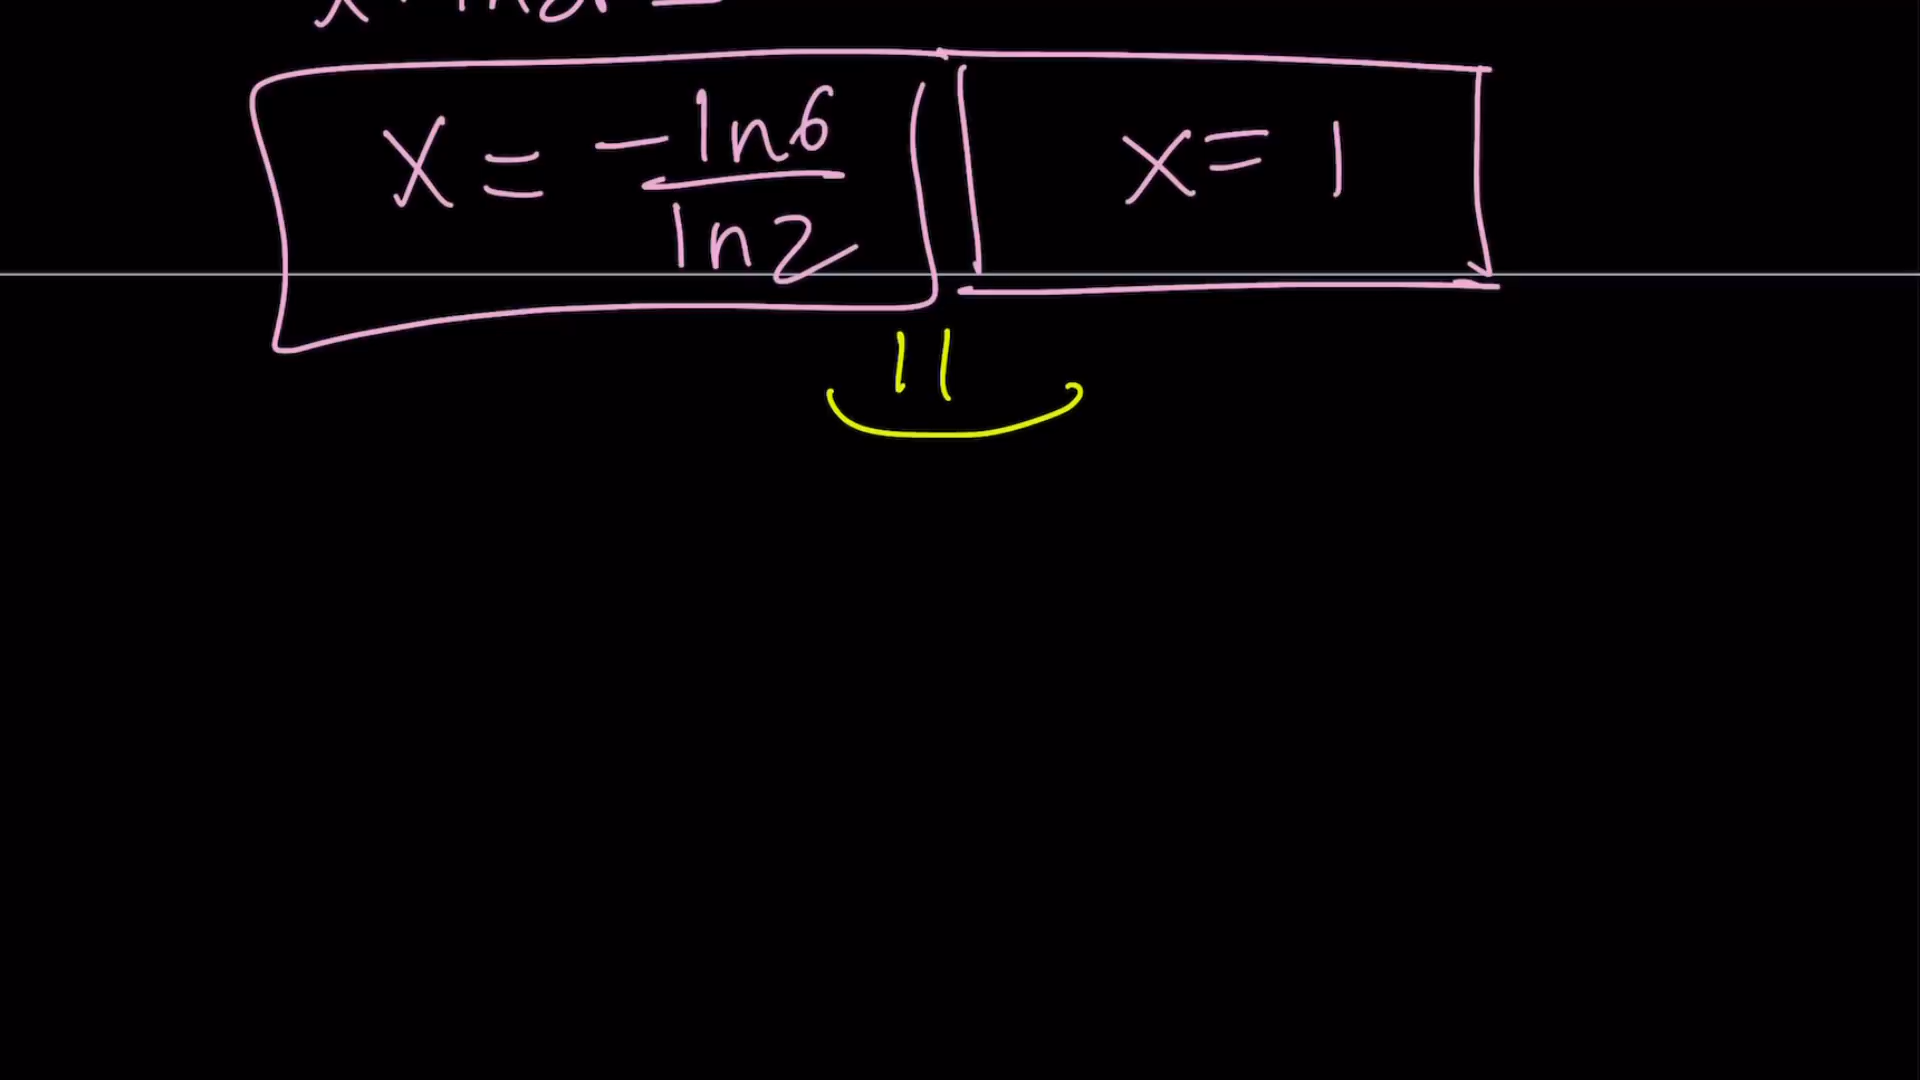 x = -ln6/ln2 x = 1